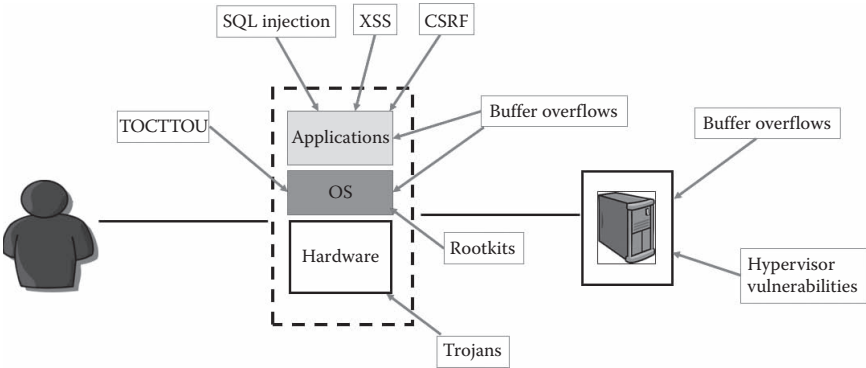 SQL injection
XSS
CSRF
TOCTTOU
Applications
Buffer overflows
Buffer overflows
OS
Hardware
Rootkits
Hypervisor
vulnerabilities
Trojans